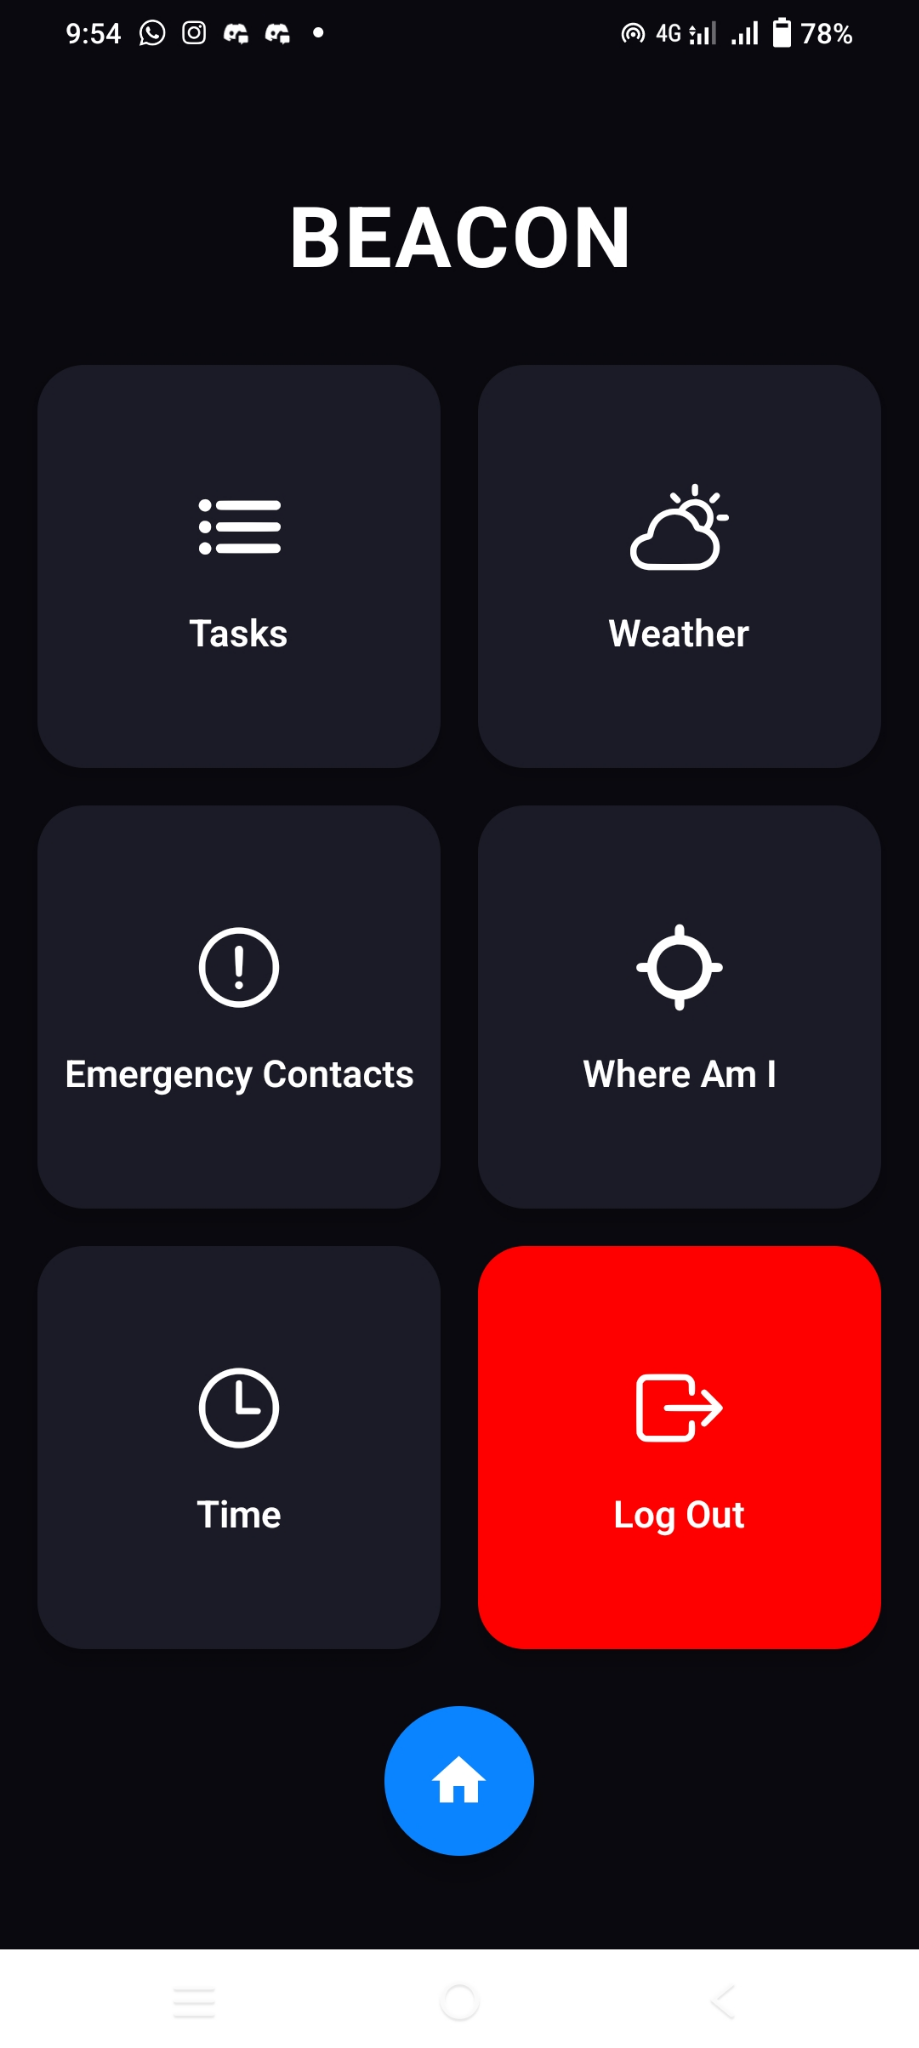 9:54 4G 78%
BEACON
Tasks Weather
Emergency Contacts Where Am I
Time Log Out